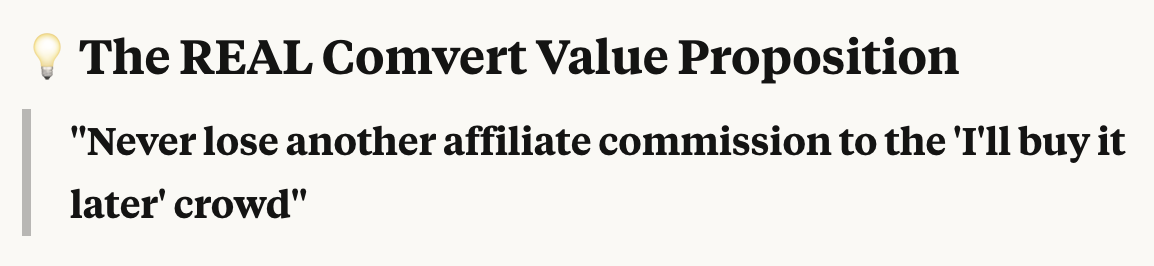 💡 The REAL Comvert Value Proposition
"Never lose another affiliate commission to the 'I'll buy it
later' crowd"